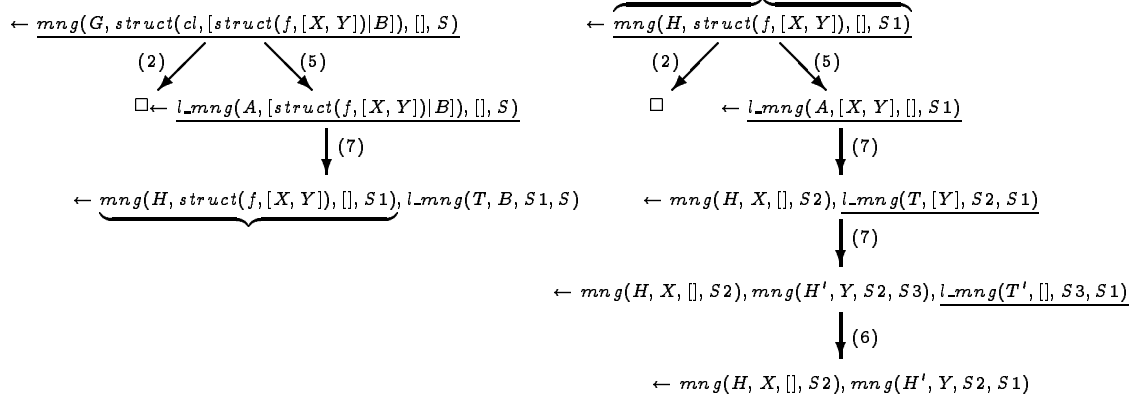 ← mng(G, struct(cl, [struct(f, [X, Y])|B]), [], S)
(2) (5)
□ ← l_mng(A, [struct(f, [X, Y])|B]), [], S)
(7)
← mng(H, struct(f, [X, Y]), [], S1), l_mng(T, B, S1, S)
← mng(H, struct(f, [X, Y]), [], S1)
(2) (5)
□ ← l_mng(A, [X, Y], [], S1)
(7)
← mng(H, X, [], S2), l_mng(T, [Y], S2, S1)
(7)
← mng(H, X, [], S2), mng(H', Y, S2, S3), l_mng(T', [], S3, S1)
(6)
← mng(H, X, [], S2), mng(H', Y, S2, S1)